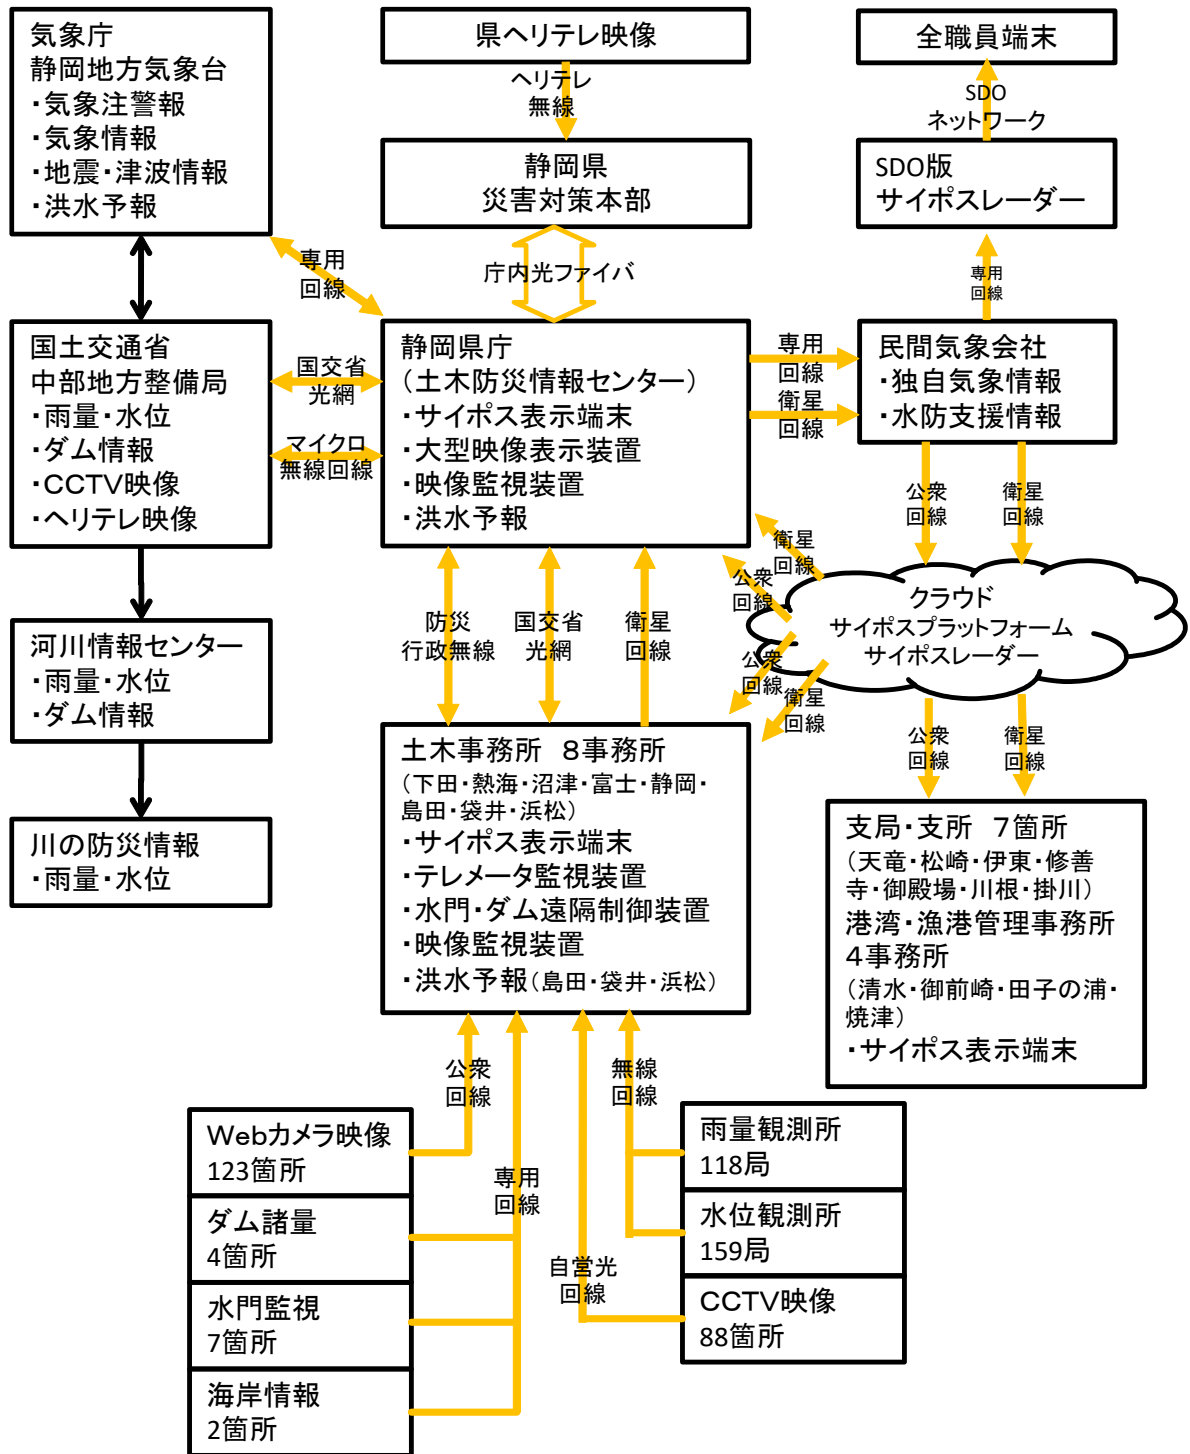 気象庁
静岡地方気象台
・気象注警報
・気象情報
・地震・津波情報
・洪水予報
県ヘリテレ映像
ヘリテレ
無線
静岡県
災害対策本部
庁内光ファイバ
全職員端末
SDO
ネットワーク
SDO版
サイポスレーダー
専用
回線
専用
回線
国土交通省
中部地方整備局
・雨量・水位
・ダム情報
・CCTV映像
・ヘリテレ映像
国交省
光網
マイクロ
無線回線
静岡県庁
（土木防災情報センター）
・サイポス表示端末
・大型映像表示装置
・映像監視装置
・洪水予報
専用
回線
衛星
回線
民間気象会社
・独自気象情報
・水防支援情報
公衆
回線
衛星
回線
衛星
回線
公衆
回線
クラウド
サイポスプラットフォーム
サイポスレーダー
公衆
回線
衛星
回線
防災
行政無線
国交省
光網
衛星
回線
河川情報センター
・雨量・水位
・ダム情報
川の防災情報
・雨量・水位
土木事務所 8事務所
（下田・熱海・沼津・富士・静岡・
島田・袋井・浜松）
・サイポス表示端末
・テレメータ監視装置
・水門・ダム遠隔制御装置
・映像監視装置
・洪水予報（島田・袋井・浜松）
公衆
回線
衛星
回線
支局・支所 7箇所
（天竜・松崎・伊東・修善
寺・御殿場・川根・掛川）
港湾・漁港管理事務所
4事務所
（清水・御前崎・田子の浦・
焼津）
・サイポス表示端末
公衆
回線
専用
回線
自営光
回線
無線
回線
Webカメラ映像
123箇所
ダム諸量
4箇所
水門監視
7箇所
海岸情報
2箇所
雨量観測所
118局
水位観測所
159局
CCTV映像
88箇所